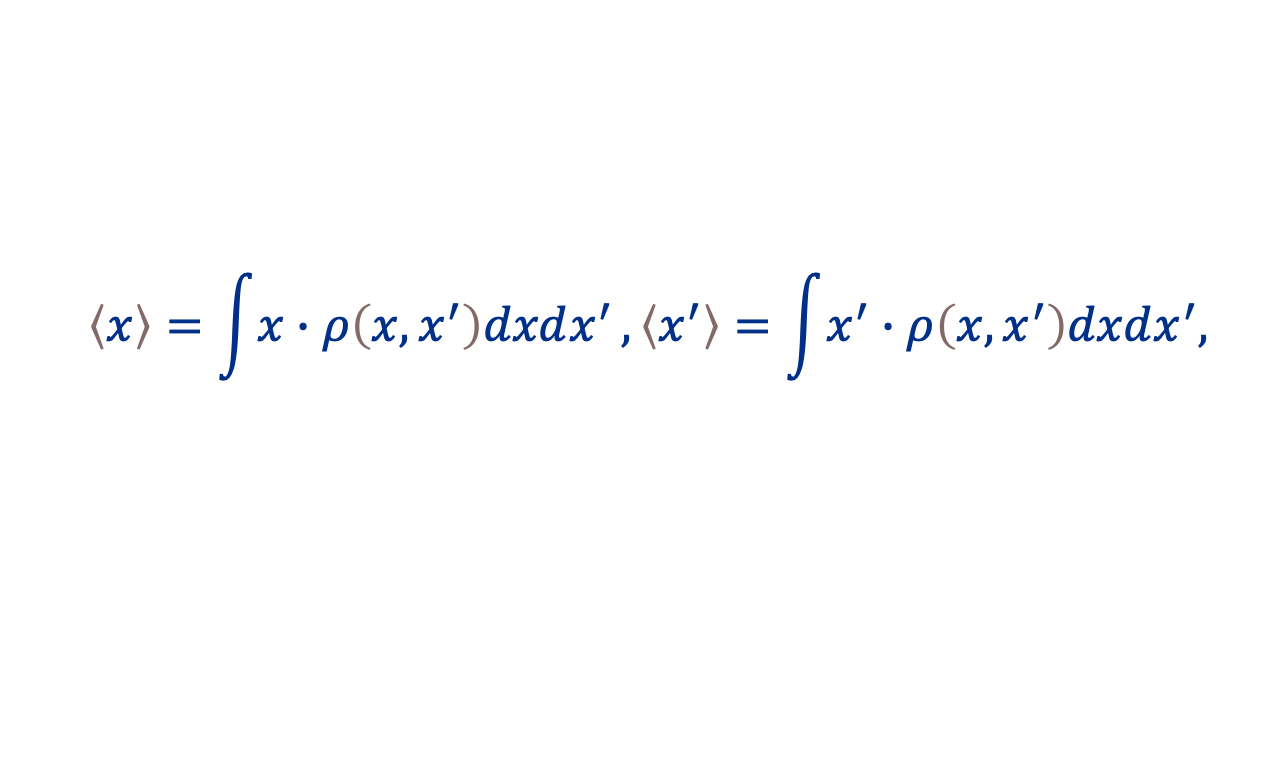 ⟨x⟩ = ∫ x · ρ(x, x′)dxdx′ , ⟨x′⟩ = ∫ x′ · ρ(x, x′)dxdx′,